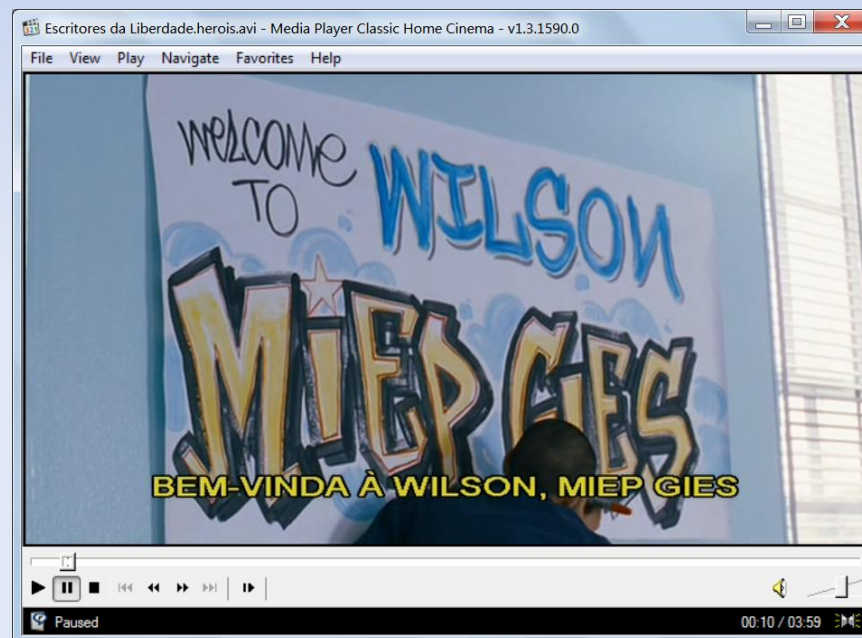 Escritores da Liberdade.herois.avi - Media Player Classic Home Cinema - v1.3.1590.0
File View Play Navigate Favorites Help
WELCOME
TO
WILSON
MiEP GiES
BEM-VINDA À WILSON, MIEP GIES
Paused
00:10 / 03:59